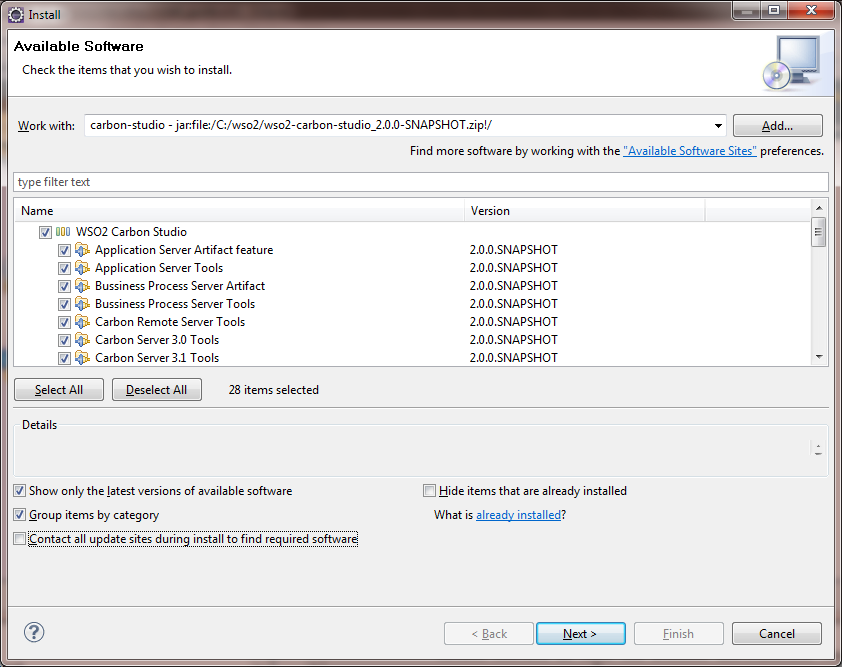 Install
Available Software
Check the items that you wish to install.
Work with: carbon-studio - jar:file:/C:/wso2/wso2-carbon-studio_2.0.0-SNAPSHOT.zip!/ Add...
Find more software by working with the "Available Software Sites" preferences.
type filter text
Name Version
WSO2 Carbon Studio
Application Server Artifact feature 2.0.0.SNAPSHOT
Application Server Tools 2.0.0.SNAPSHOT
Bussiness Process Server Artifact 2.0.0.SNAPSHOT
Bussiness Process Server Tools 2.0.0.SNAPSHOT
Carbon Remote Server Tools 2.0.0.SNAPSHOT
Carbon Server 3.0 Tools 2.0.0.SNAPSHOT
Carbon Server 3.1 Tools 2.0.0.SNAPSHOT
Select All Deselect All 28 items selected
Details
Show only the latest versions of available software Hide items that are already installed
Group items by category What is already installed?
Contact all update sites during install to find required software
? < Back Next > Finish Cancel